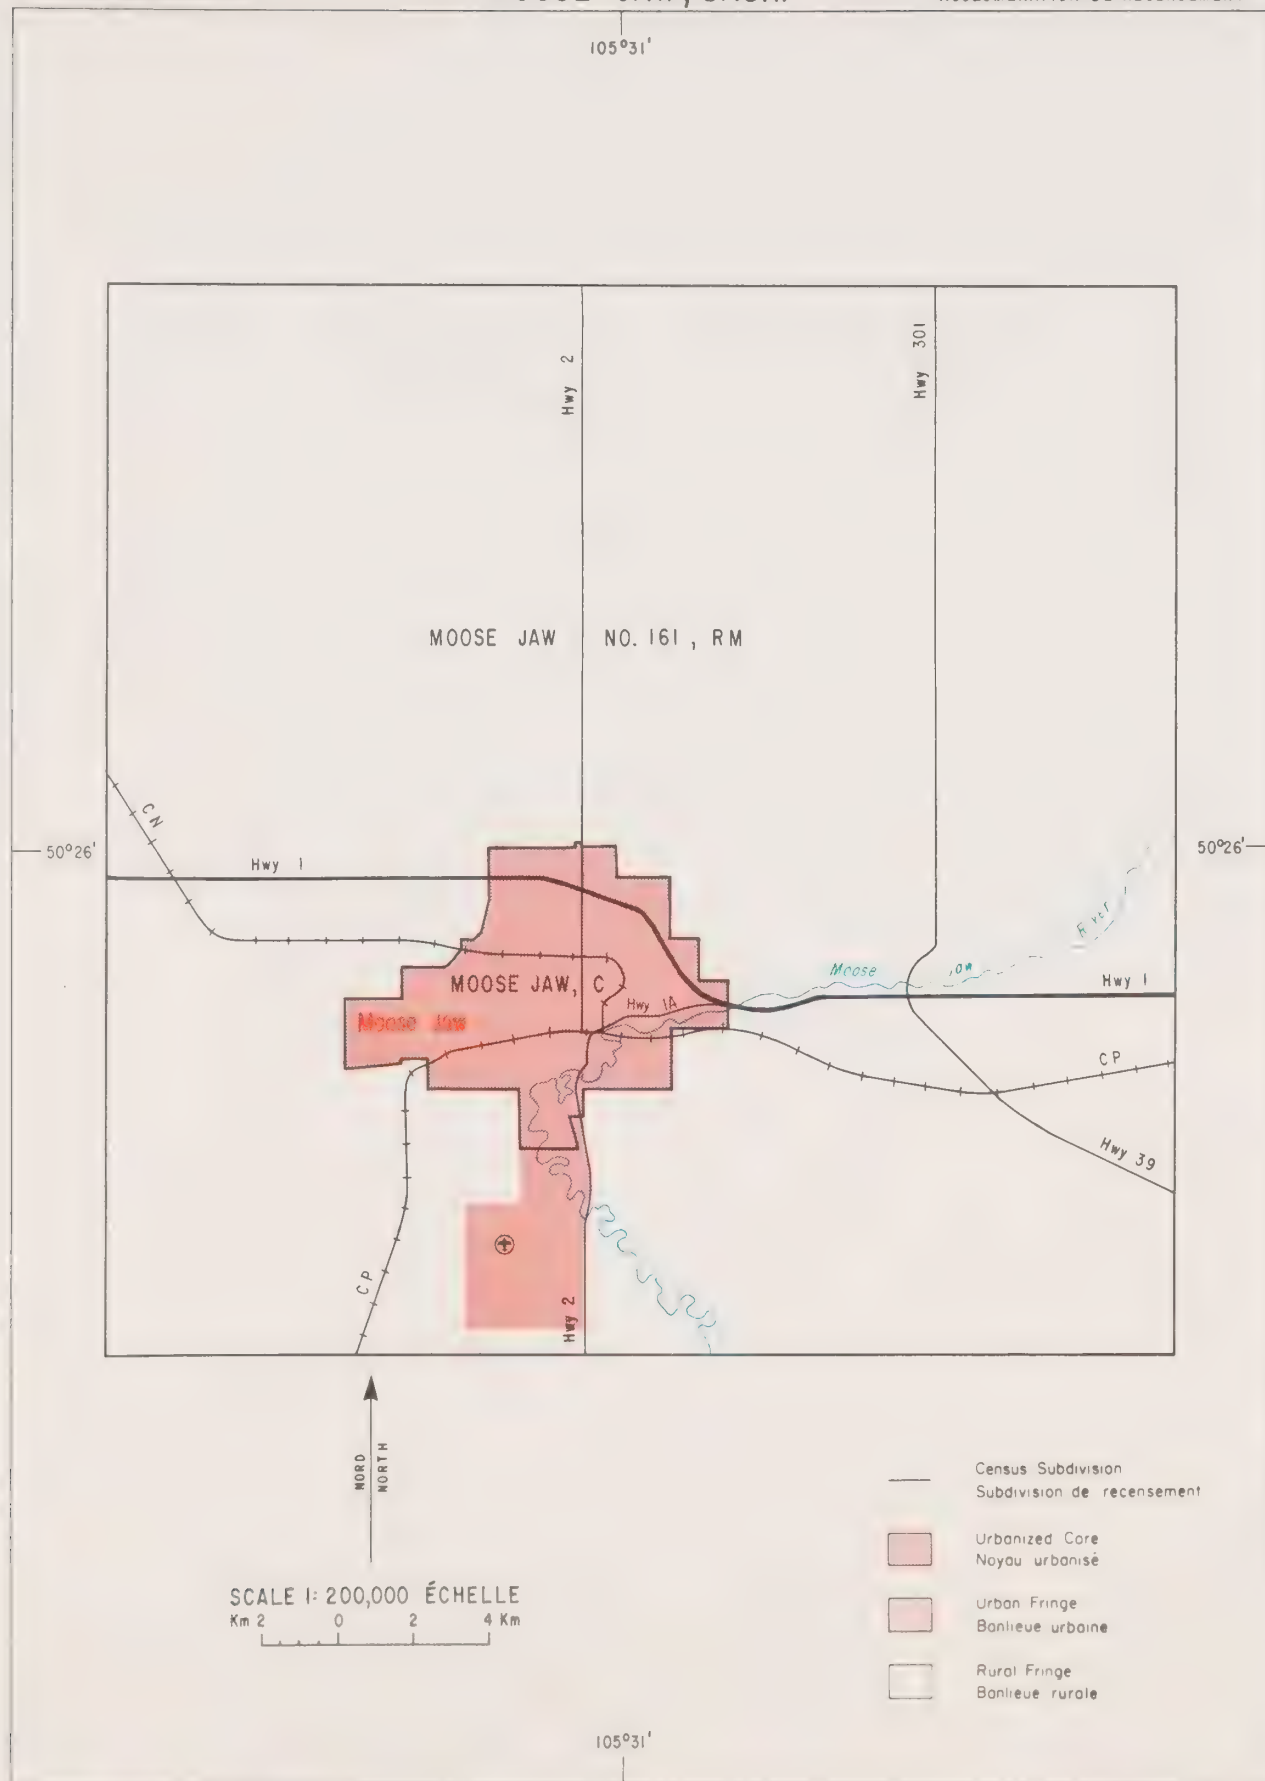 105°31'
Hwy 2
Hwy 301
MOOSE JAW NO. 161, RM
CN
50°26'
Hwy 1
50°26'
River
Moose
Jaw
MOOSE JAW, C
Hwy 1A
Hwy 1
Moose Jaw
CP
Hwy 39
CP
Hwy 2
NORD
NORTH
Census Subdivision
Subdivision de recensement
Urbanized Core
Noyau urbanisé
SCALE 1: 200,000 ÉCHELLE
Km 2 0 2 4 Km
Urban Fringe
Banlieue urbaine
Rural Fringe
Banlieue rurale
105°31'